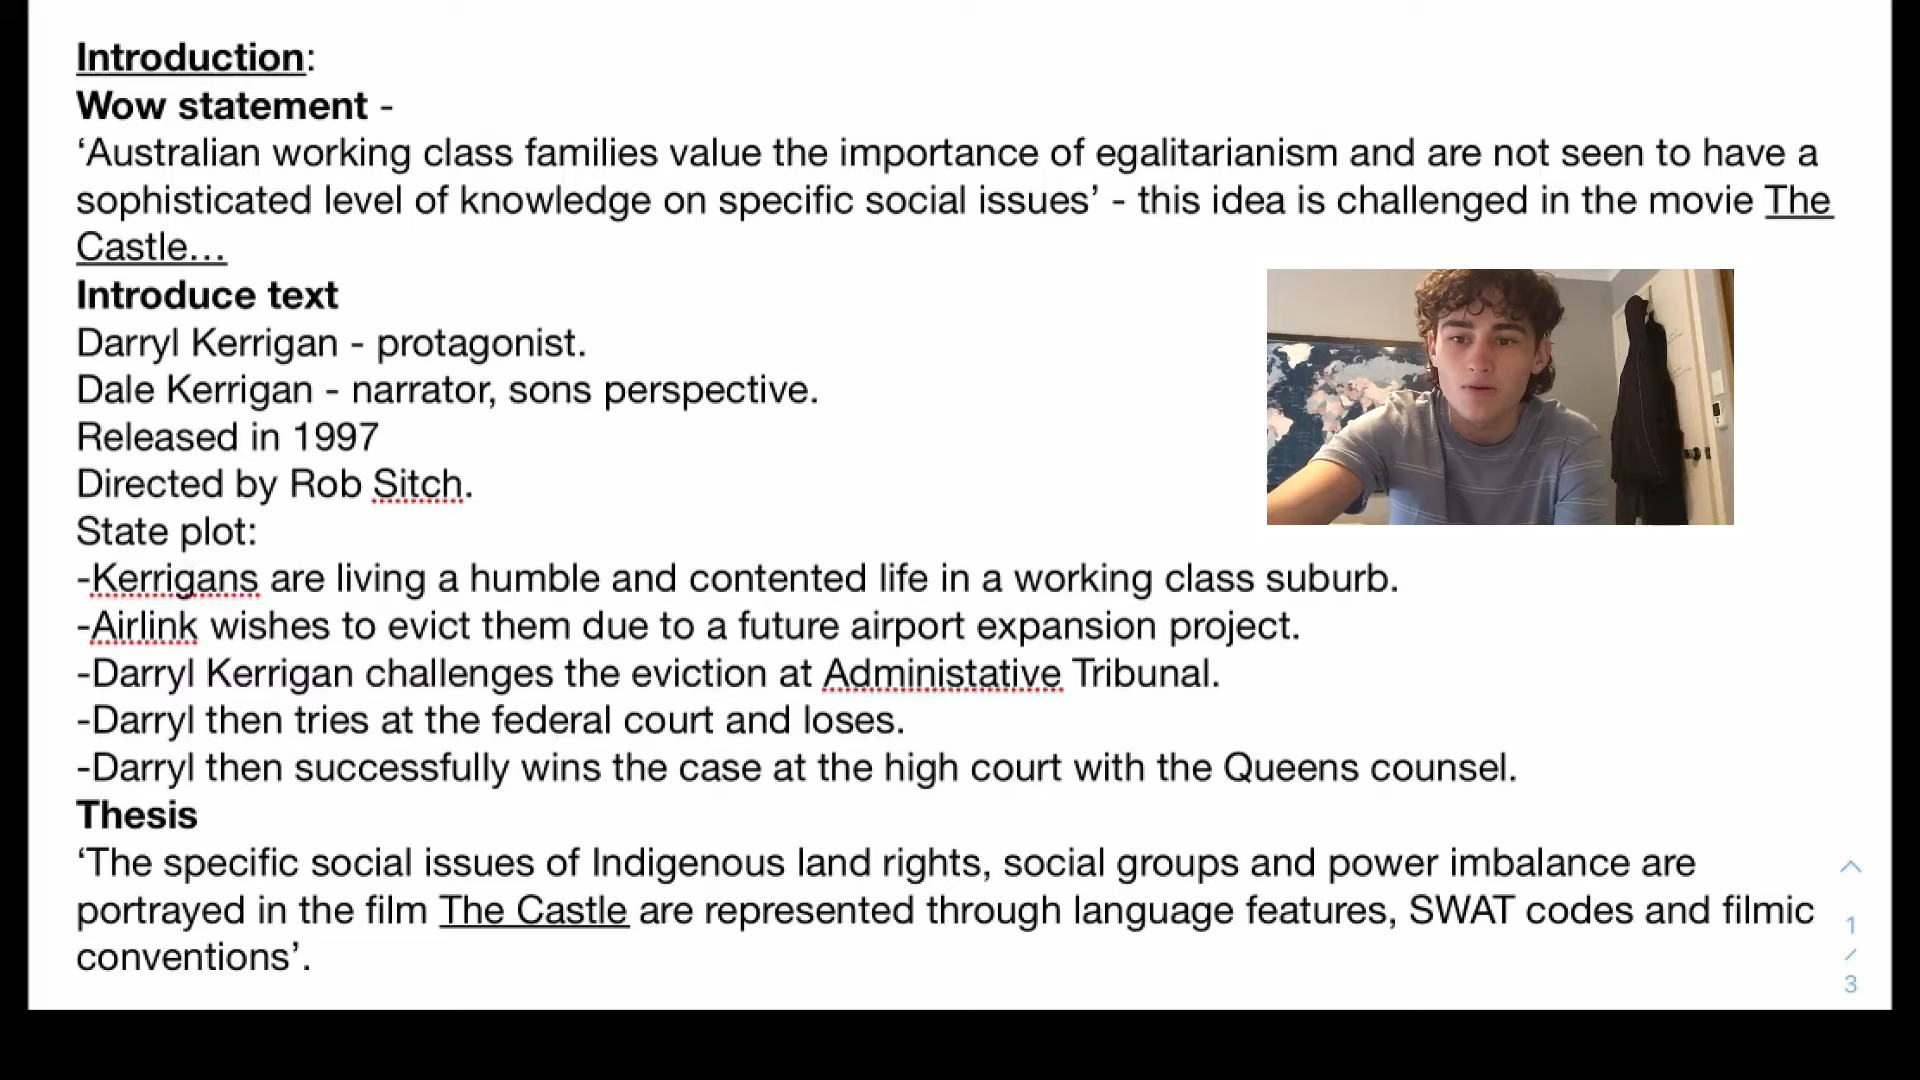 Introduction:
Wow statement -
‘Australian working class families value the importance of egalitarianism and are not seen to have a
sophisticated level of knowledge on specific social issues’ - this idea is challenged in the movie The
Castle…
Introduce text
Darryl Kerrigan - protagonist.
Dale Kerrigan - narrator, sons perspective.
Released in 1997
Directed by Rob Sitch.
State plot:
-Kerrigans are living a humble and contented life in a working class suburb.
-Airlink wishes to evict them due to a future airport expansion project.
-Darryl Kerrigan challenges the eviction at Administative Tribunal.
-Darryl then tries at the federal court and loses.
-Darryl then successfully wins the case at the high court with the Queens counsel.
Thesis
‘The specific social issues of Indigenous land rights, social groups and power imbalance are
portrayed in the film The Castle are represented through language features, SWAT codes and filmic
conventions’.
1
/
3